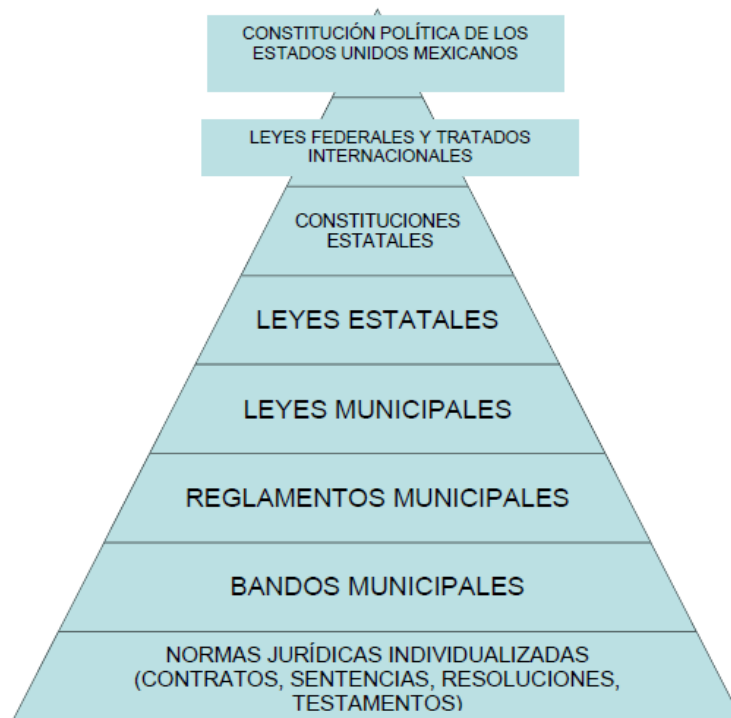 CONSTITUCIÓN POLÍTICA DE LOS
ESTADOS UNIDOS MEXICANOS
LEYES FEDERALES Y TRATADOS
INTERNACIONALES
CONSTITUCIONES
ESTATALES
LEYES ESTATALES
LEYES MUNICIPALES
REGLAMENTOS MUNICIPALES
BANDOS MUNICIPALES
NORMAS JURÍDICAS INDIVIDUALIZADAS
(CONTRATOS, SENTENCIAS, RESOLUCIONES,
TESTAMENTOS)